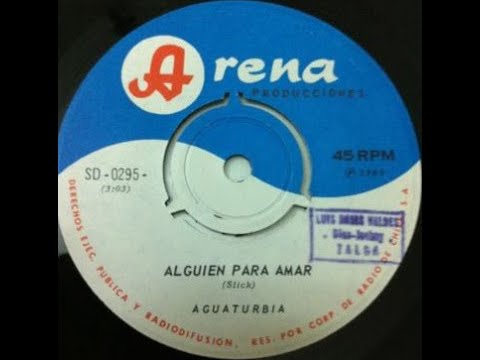 Arena
PRODUCCIONES
45 RPM
SD-0295-
(3:03)
ALGUIEN PARA AMAR
(Slick)
AGUATURBIA
TALCA
DERECHOS EJEC. PUBLICA Y RADIODIFUSION, RES. POR CORP. DE RADIO DE CHILE S.A.